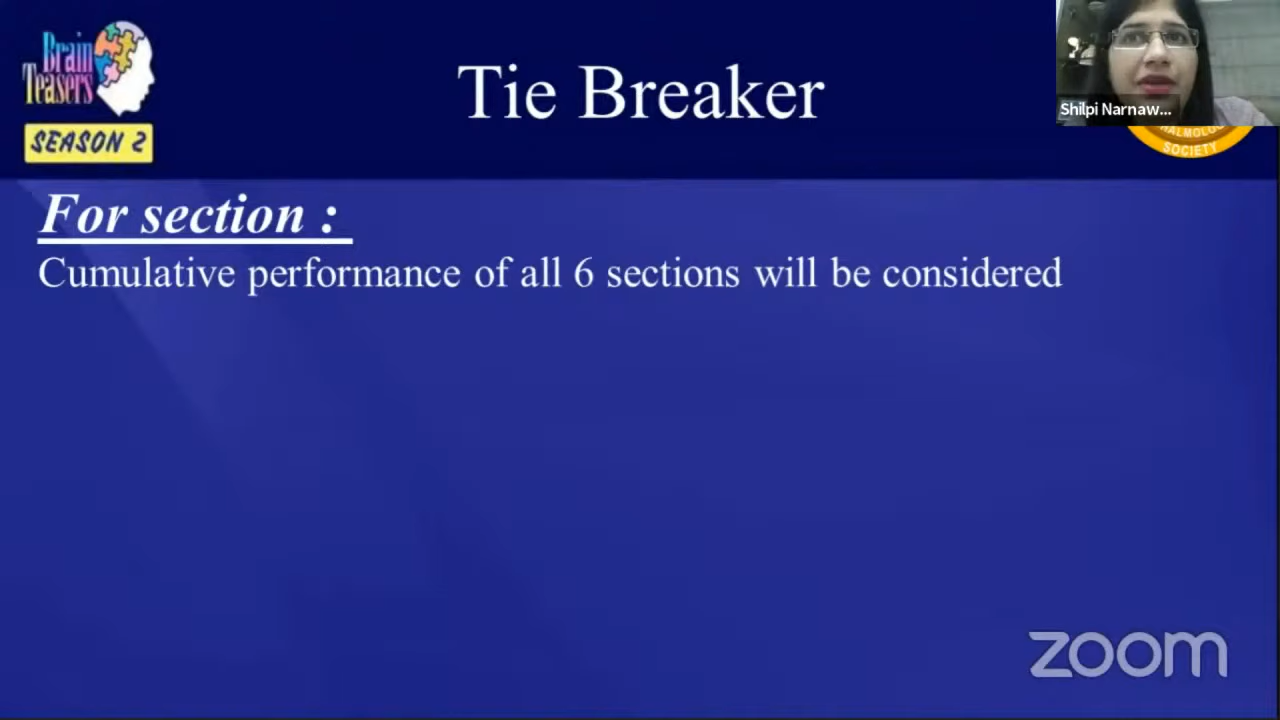 Brain
Teasers
SEASON 2
Tie Breaker
Shilpi Narnaw...
SOCIETY
For section :
Cumulative performance of all 6 sections will be considered
zoom